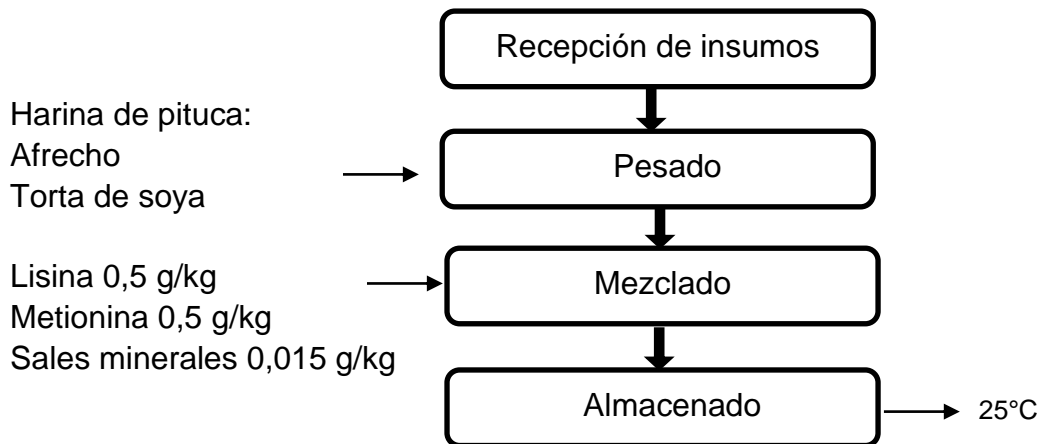 Recepción de insumos
Harina de pituca:
Afrecho
Torta de soya
Pesado
Lisina 0,5 g/kg
Metionina 0,5 g/kg
Sales minerales 0,015 g/kg
Mezclado
Almacenado
25°C